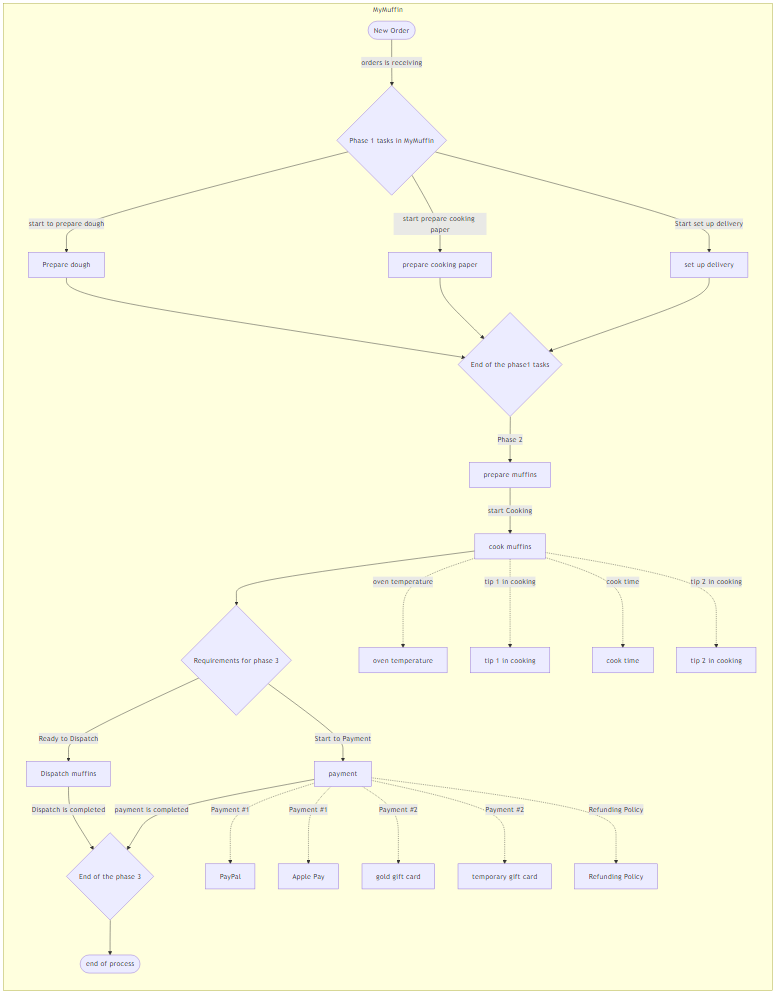 MyMuffin
New Order
orders is receiving
Phase 1 tasks in MyMuffin
start to prepare dough
start prepare cooking
paper
Start set up delivery
Prepare dough
prepare cooking paper
set up delivery
End of the phase1 tasks
Phase 2
prepare muffins
start Cooking
cook muffins
oven temperature
tip 1 in cooking
cook time
tip 2 in cooking
Requirements for phase 3
oven temperature
tip 1 in cooking
cook time
tip 2 in cooking
Ready to Dispatch
Start to Payment
Dispatch muffins
payment
Dispatch is completed
payment is completed
Payment #1
Payment #1
Payment #2
Payment #2
Refunding Policy
End of the phase 3
PayPal
Apple Pay
gold gift card
temporary gift card
Refunding Policy
end of process